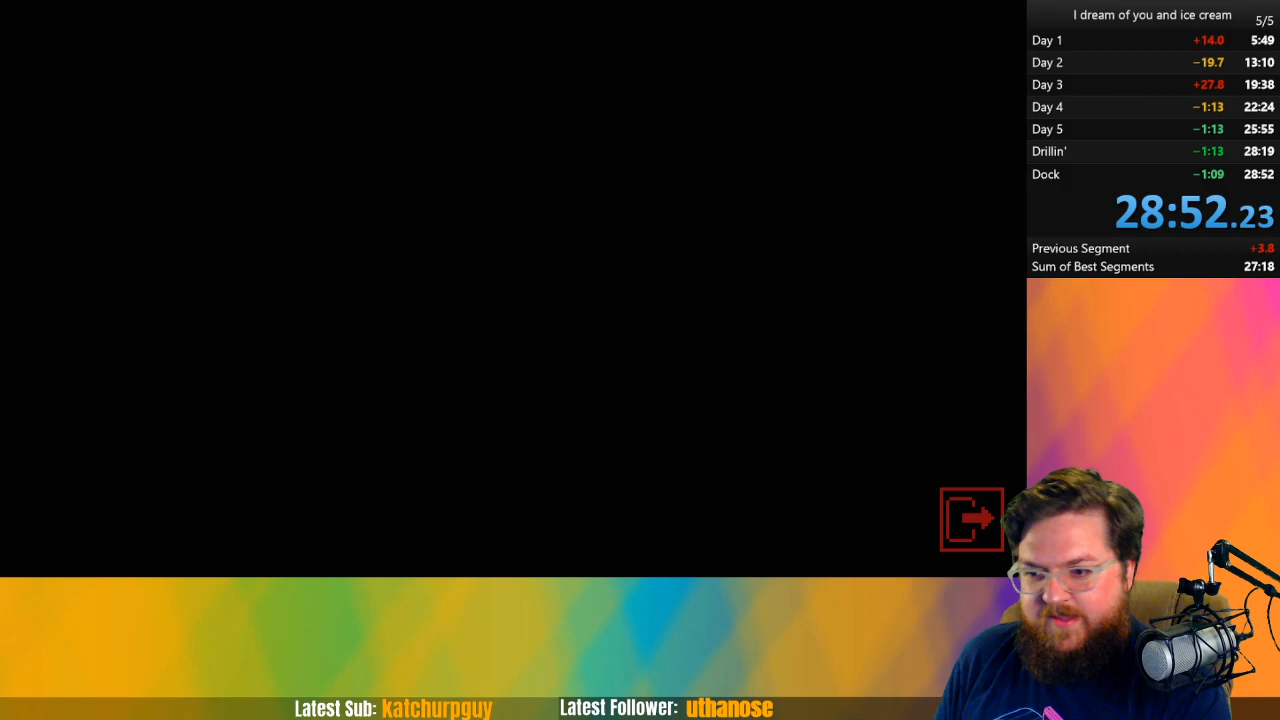 I dream of you and ice cream
5/5
Day 1 +14.0 5:49
Day 2 −19.7 13:10
Day 3 +27.8 19:38
Day 4 −1:13 22:24
Day 5 −1:13 25:55
Drillin' −1:13 28:19
Dock −1:09 28:52
28:52.23
Previous Segment +3.8
Sum of Best Segments 27:18
Latest Sub: katchurpguy Latest Follower: uthanose